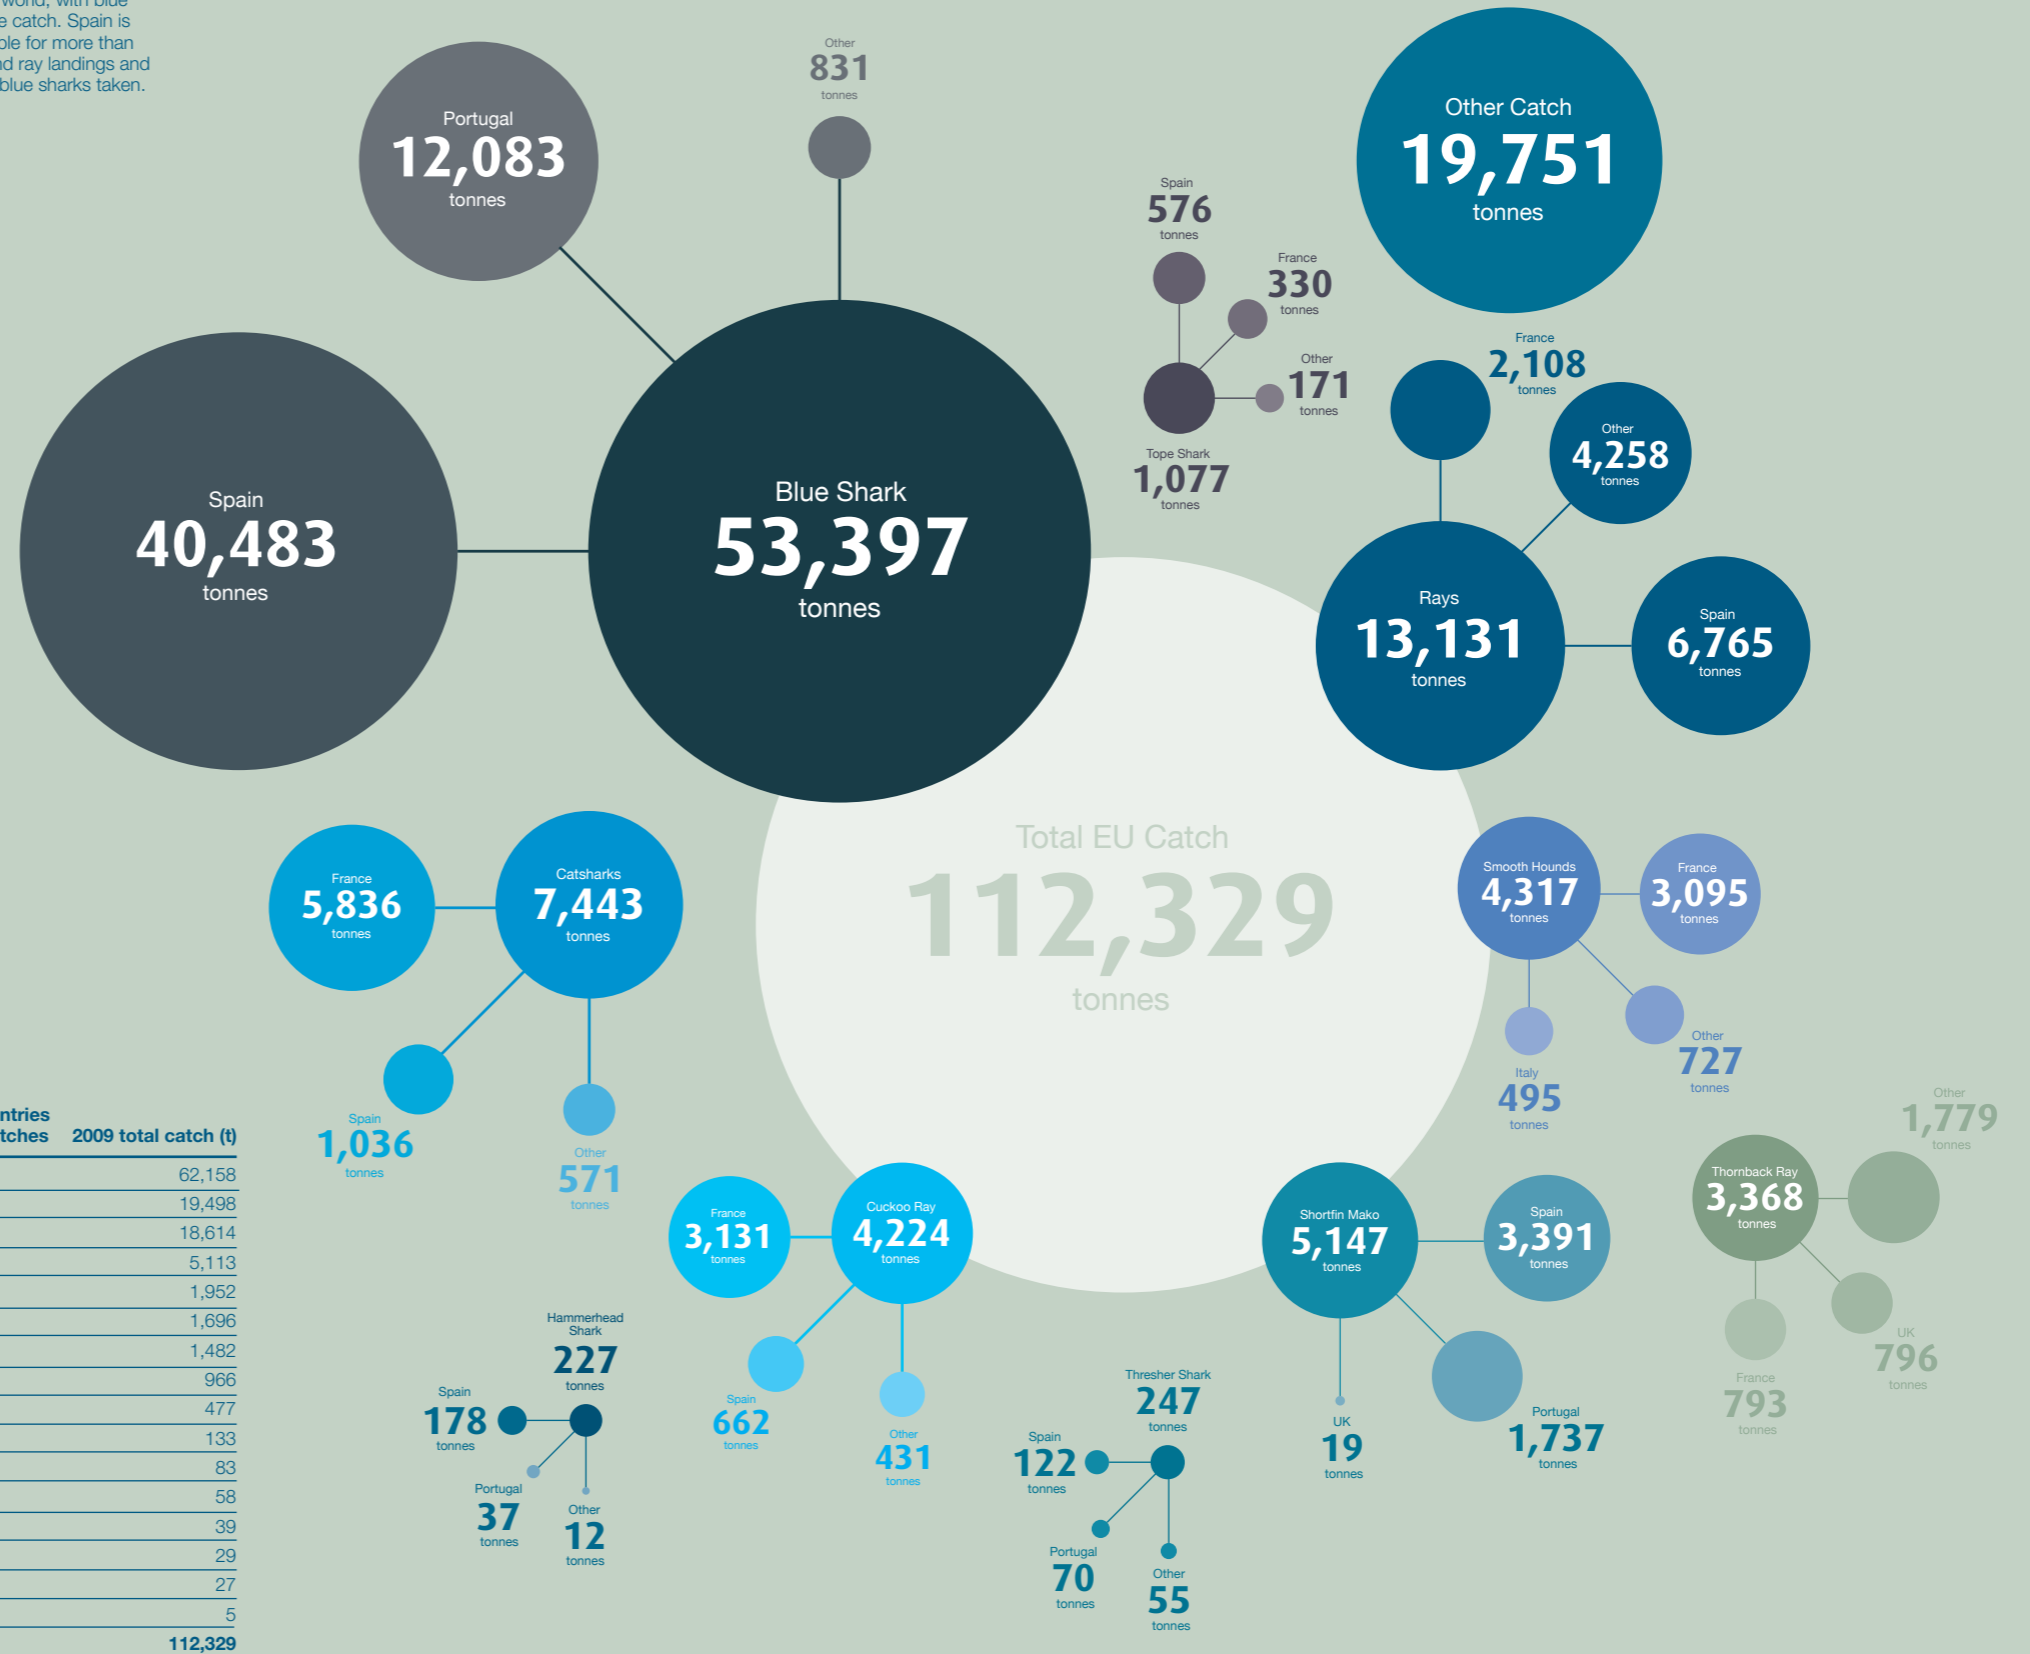 world, with blue
catch. Spain is
for more than
ray landings and
blue sharks taken.
Portugal
12,083
tonnes
Other
831
tonnes
Other Catch
19,751
tonnes
Spain
576
tonnes
France
330
tonnes
Other
171
tonnes
Tope Shark
1,077
tonnes
France
2,108
tonnes
Other
4,258
tonnes
Rays
13,131
tonnes
Spain
6,765
tonnes
Spain
40,483
tonnes
Blue Shark
53,397
tonnes
Total EU Catch
112,329
tonnes
France
5,836
tonnes
Catsharks
7,443
tonnes
Spain
1,036
tonnes
Other
571
tonnes
Smooth Hounds
4,317
tonnes
France
3,095
tonnes
Italy
495
tonnes
Other
727
tonnes
France
3,131
tonnes
Cuckoo Ray
4,224
tonnes
Spain
662
tonnes
Other
431
tonnes
Shortfin Mako
5,147
tonnes
Spain
3,391
tonnes
UK
19
tonnes
Portugal
1,737
tonnes
Thornback Ray
3,368
tonnes
Other
1,779
tonnes
UK
796
tonnes
France
793
tonnes
Hammerhead
Shark
227
tonnes
Spain
178
tonnes
Portugal
37
tonnes
Other
12
tonnes
Thresher Shark
247
tonnes
Spain
122
tonnes
Portugal
70
tonnes
Other
55
tonnes
2009 total catch (t)
62,158
19,498
18,614
5,113
1,952
1,696
1,482
966
477
133
83
58
39
29
27
5
112,329